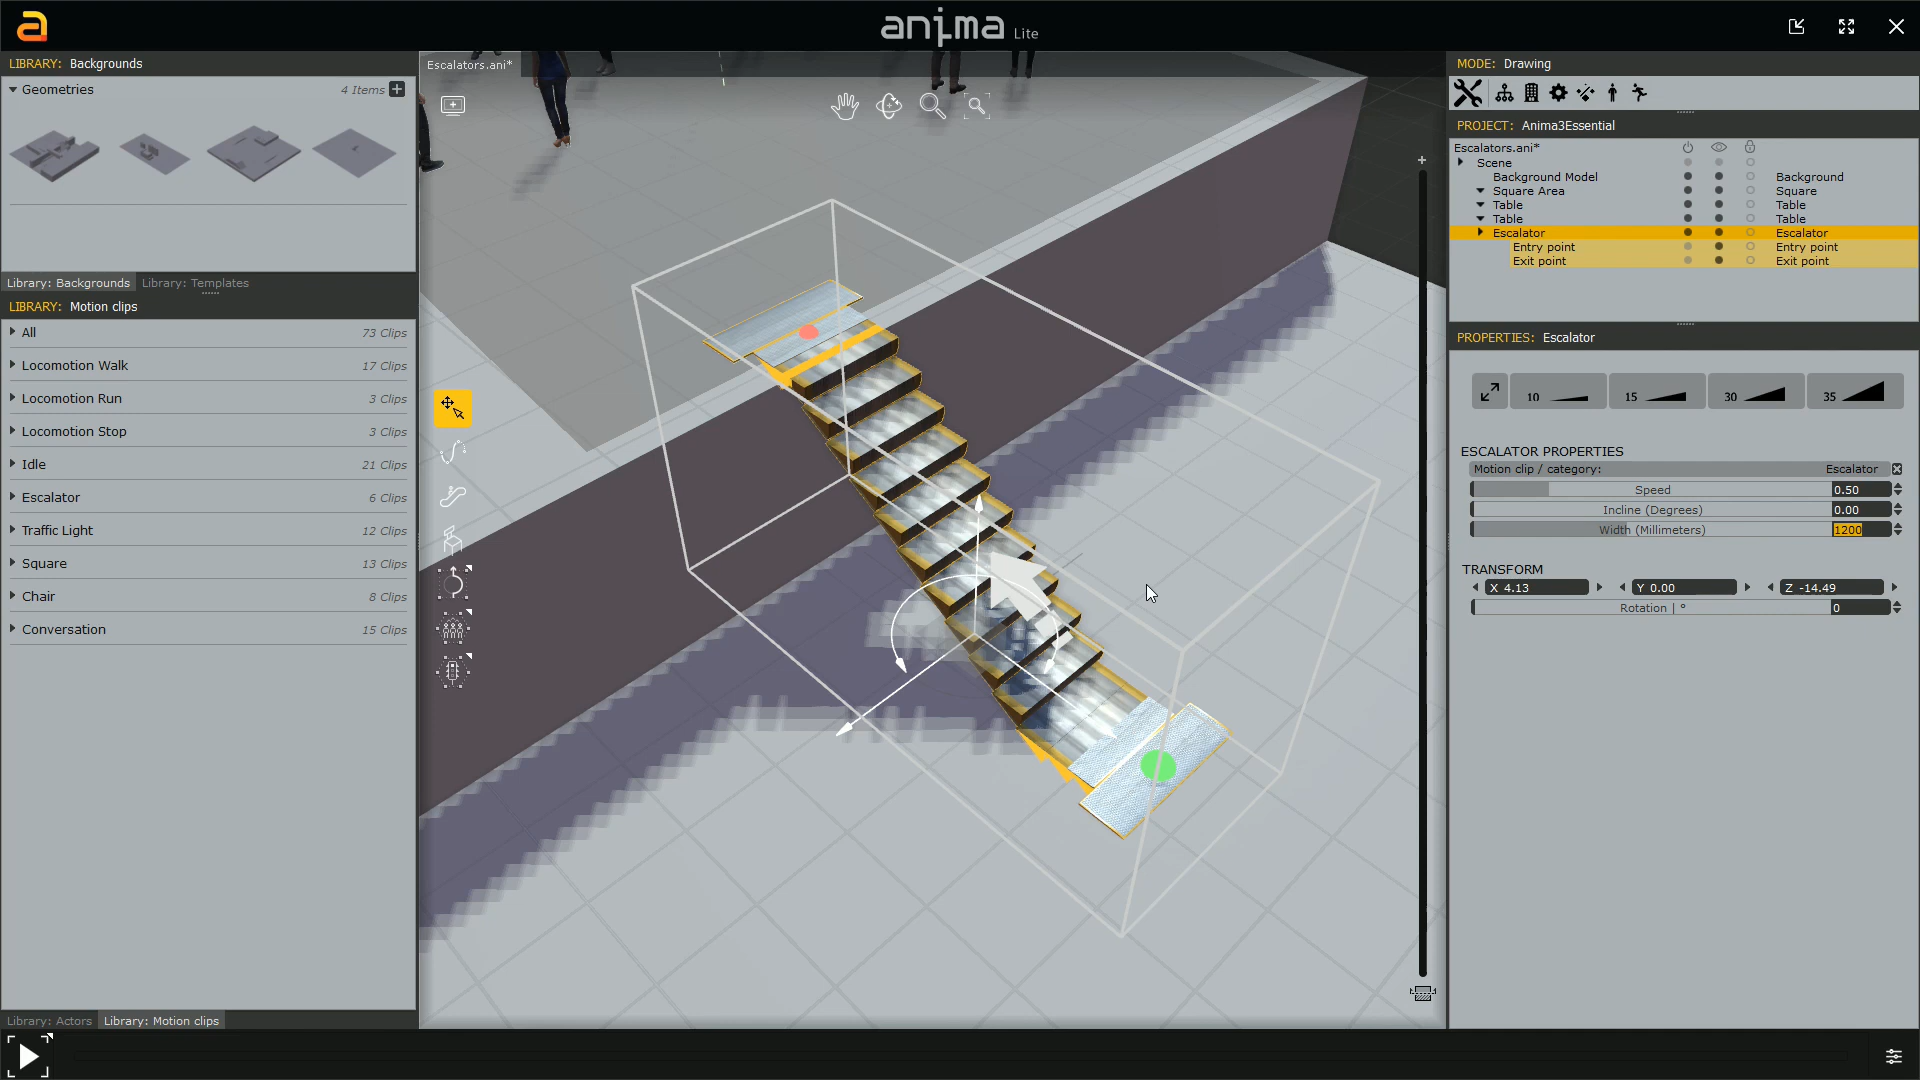 anima Lite
LIBRARY: Backgrounds
Geometries 4 Items
Library: Backgrounds Library: Templates
LIBRARY: Motion clips
All 73 Clips
Locomotion Walk 17 Clips
Locomotion Run 3 Clips
Locomotion Stop 3 Clips
Idle 21 Clips
Escalator 6 Clips
Traffic Light 12 Clips
Square 13 Clips
Chair 8 Clips
Conversation 15 Clips
Library: Actors Library: Motion clips
Escalators.ani*
MODE: Drawing
PROJECT: Anima3Essential
Escalators.ani*
Scene
Background Model Background
Square Area Square
Table Table
Table Table
Escalator Escalator
Entry point Entry point
Exit point Exit point
PROPERTIES: Escalator
10 15 30 35
ESCALATOR PROPERTIES
Motion clip / category: Escalator
Speed 0.50
Incline (Degrees) 0.00
Width (Millimeters) 1200
TRANSFORM
X 4.13 Y 0.00 Z -14.49
Rotation | ° 0